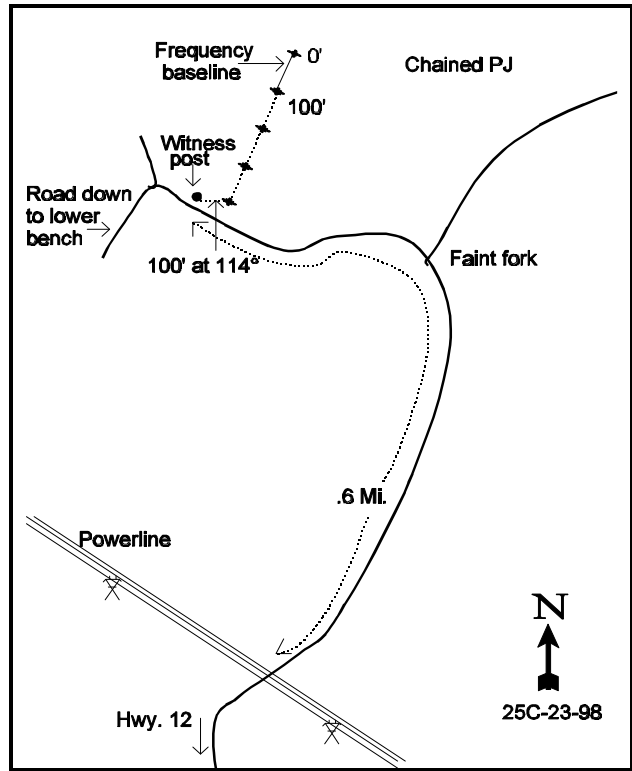 Frequency
baseline
0'
Chained PJ
100'
Witness
post
Road down
to lower
bench
100' at 114°
Faint fork
.6 Mi.
Powerline
N
Hwy. 12
25C-23-98